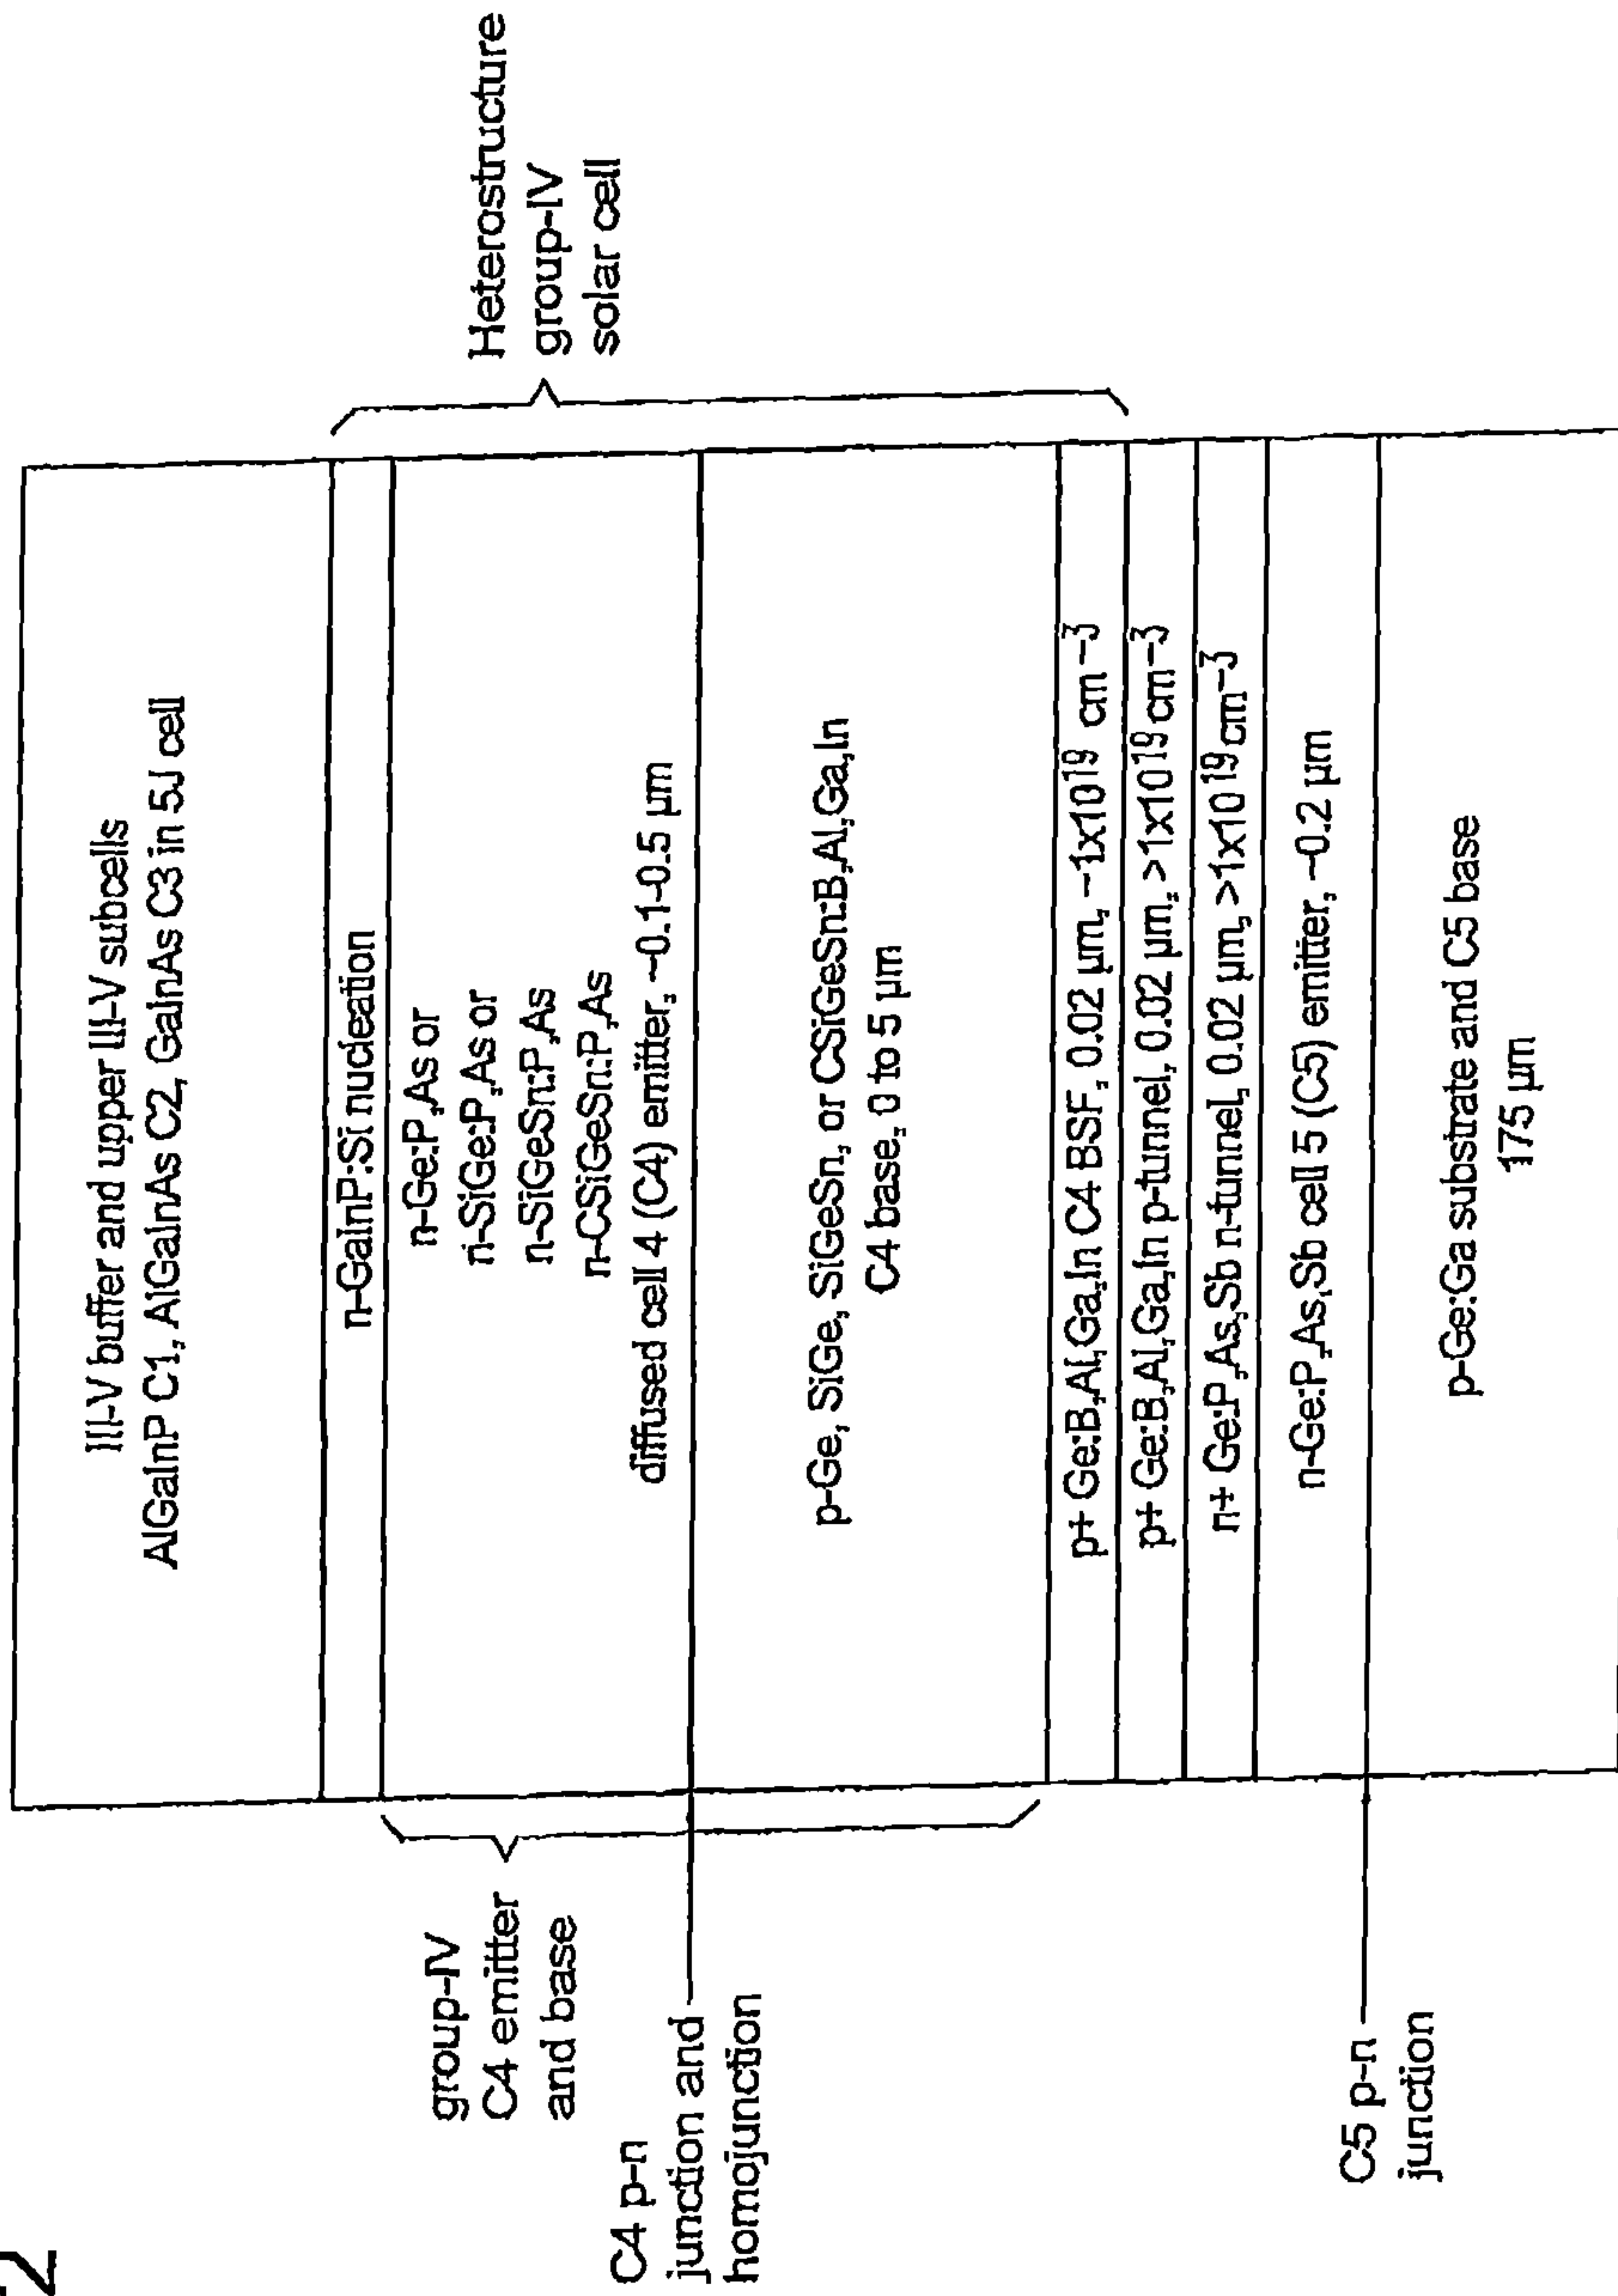 2
III-V buffer and upper III-V subcells
AlGaInP C1, AlGaInAs C2, GaInAs C3 in 5J cell
n-GaInP:Si nucleation
n-Ge:P,As or
n-SiGe:P,As or
n-SiGeSn:P,As
n-CSiGeSn:P,As
diffused cell 4 (C4) emitter, ~0.1-0.5 µm
p-Ge, SiGe, SiGeSn, or CSiGeSn:B,Al,Ga,In
C4 base, 0 to 5 µm
p+ Ge:B,Al,Ga,In C4 BSF, 0.02 µm, ~1x10¹⁹ cm⁻³
p+ Ge:B,Al,Ga,In p-tunnel, 0.02 µm, >1x10¹⁹ cm⁻³
n+ Ge:P,As,Sb n-tunnel, 0.02 µm, >1x10¹⁹ cm⁻³
n-Ge:P,As,Sb cell 5 (C5) emitter, ~0.2 µm
p-Ge:Ga substrate and C5 base
175 µm
group-IV
C4 emitter
and base
C4 p-n
junction and
homojunction
C5 p-n
junction
Heterostructure
group-IV
solar cell